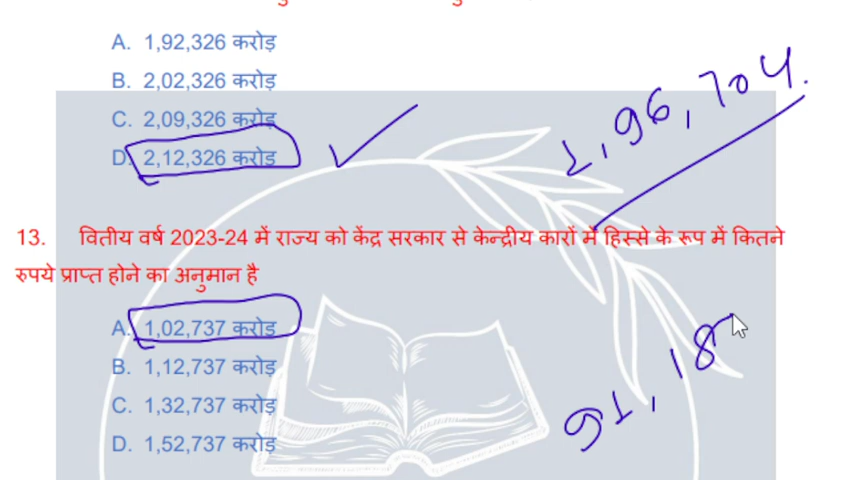 A. 1,92,326 करोड़
B. 2,02,326 करोड़
C. 2,09,326 करोड़
D. 2,12,326 करोड़
1,96,704.
13. वितीय वर्ष 2023-24 में राज्य को केंद्र सरकार से केन्द्रीय कारों में हिस्से के रूप में कितने
रुपये प्राप्त होने का अनुमान है
A. 1,02,737 करोड़
B. 1,12,737 करोड़
C. 1,32,737 करोड़
D. 1,52,737 करोड़
91,18